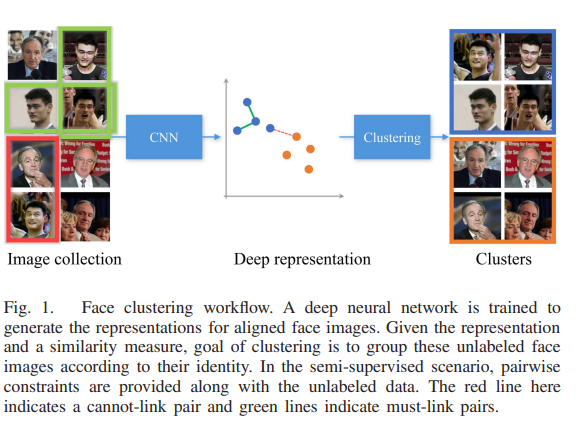 CNN
Clustering
Image collection
Deep representation
Clusters
Fig. 1. Face clustering workflow. A deep neural network is trained to
generate the representations for aligned face images. Given the representation
and a similarity measure, goal of clustering is to group these unlabeled face
images according to their identity. In the semi-supervised scenario, pairwise
constraints are provided along with the unlabeled data. The red line here
indicates a cannot-link pair and green lines indicate must-link pairs.